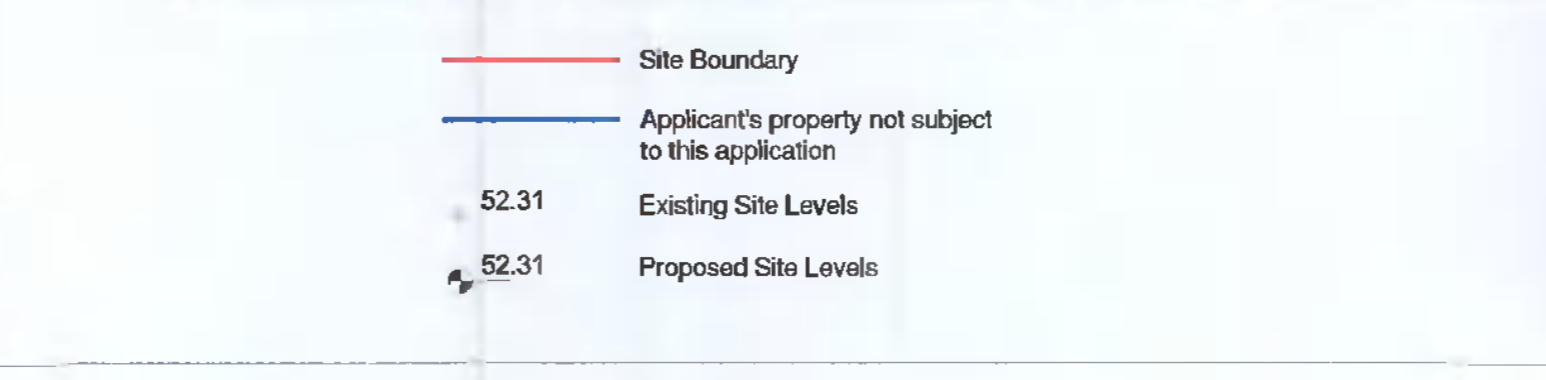 Site Boundary
Applicant's property not subject
to this application
52.31 Existing Site Levels
52.31 Proposed Site Levels